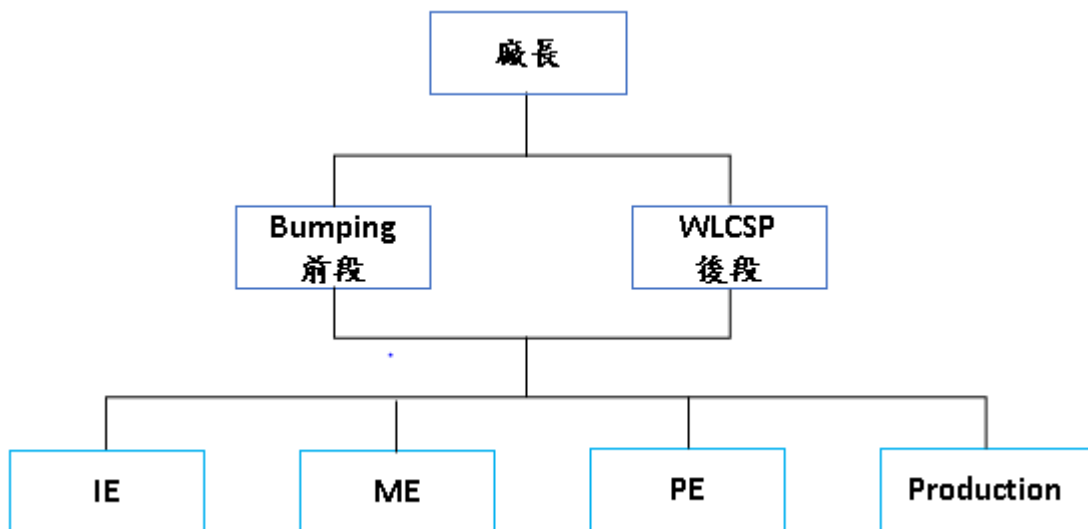 廠長
Bumping
前段
WLCSP
後段
IE
ME
PE
Production